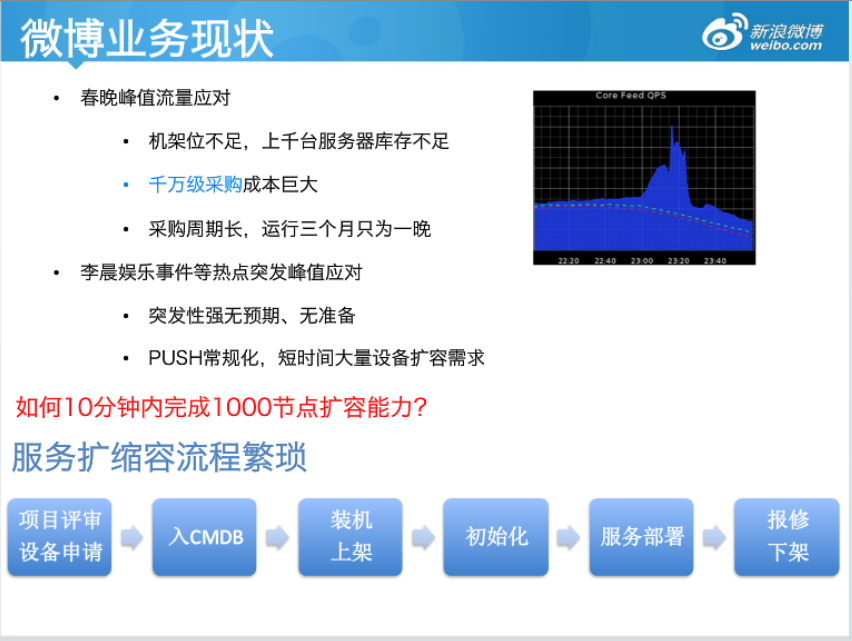 微博业务现状
新浪微博
weibo.com
• 春晚峰值流量应对
• 机架位不足，上千台服务器库存不足
• 千万级采购成本巨大
• 采购周期长，运行三个月只为一晚
• 李晨娱乐事件等热点突发峰值应对
• 突发性强无预期、无准备
• PUSH常规化，短时间大量设备扩容需求
Core Feed QPS
22:20 22:40 23:00 23:20 23:40
如何10分钟内完成1000节点扩容能力?
服务扩缩容流程繁琐
项目评审
设备申请
入CMDB
装机
上架
初始化
服务部署
报修
下架